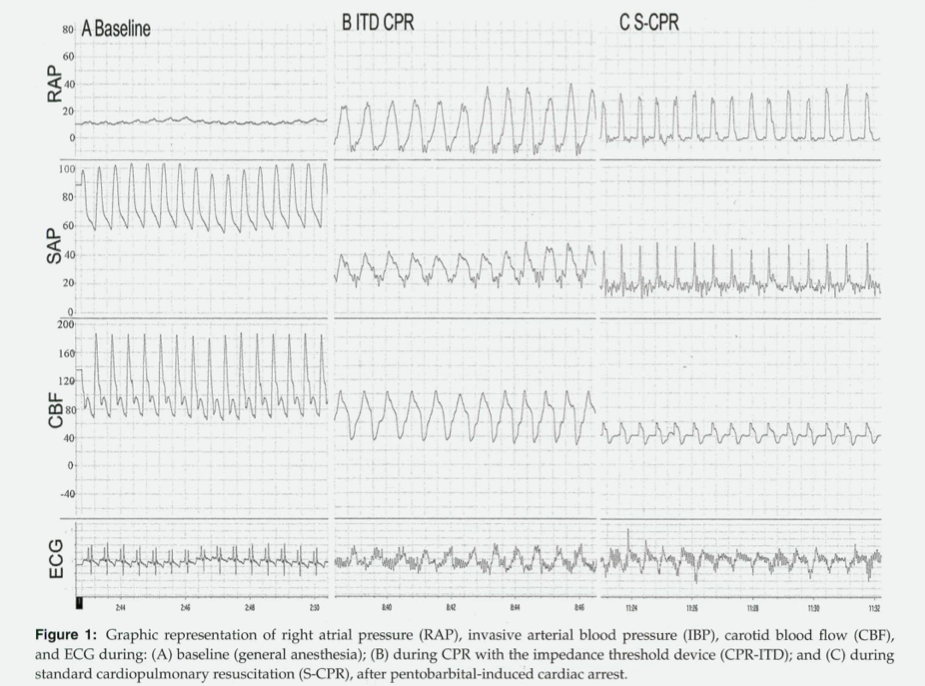 A Baseline
B ITD CPR
C S-CPR
RAP
80
60
40
20
0
SAP
100
80
60
40
20
0
CBF
200
160
120
80
40
0
-40
ECG
2:44 2:46 2:48 2:50
8:40 8:42 8:44 8:46
11:24 11:26 11:28 11:30 11:32
Figure 1: Graphic representation of right atrial pressure (RAP), invasive arterial blood pressure (IBP), carotid blood flow (CBF),
and ECG during: (A) baseline (general anesthesia); (B) during CPR with the impedance threshold device (CPR-ITD); and (C) during
standard cardiopulmonary resuscitation (S-CPR), after pentobarbital-induced cardiac arrest.